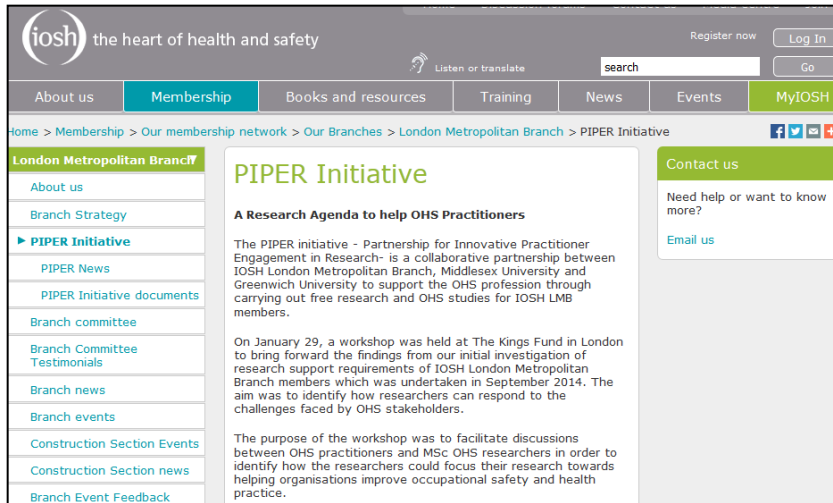 iosh the heart of health and safety
Register now
Log In
Listen or translate
search
Go
About us
Membership
Books and resources
Training
News
Events
MyIOSH
Home > Membership > Our membership network > Our Branches > London Metropolitan Branch > PIPER Initiative
London Metropolitan Branch
About us
Branch Strategy
PIPER Initiative
PIPER News
PIPER Initiative documents
Branch committee
Branch Committee
Testimonials
Branch news
Branch events
Construction Section Events
Construction Section news
Branch Event Feedback
PIPER Initiative
A Research Agenda to help OHS Practitioners
The PIPER initiative - Partnership for Innovative Practitioner
Engagement in Research- is a collaborative partnership between
IOSH London Metropolitan Branch, Middlesex University and
Greenwich University to support the OHS profession through
carrying out free research and OHS studies for IOSH LMB
members.
On January 29, a workshop was held at The Kings Fund in London
to bring forward the findings from our initial investigation of
research support requirements of IOSH London Metropolitan
Branch members which was undertaken in September 2014. The
aim was to identify how researchers can respond to the
challenges faced by OHS stakeholders.
The purpose of the workshop was to facilitate discussions
between OHS practitioners and MSc OHS researchers in order to
identify how the researchers could focus their research towards
helping organisations improve occupational safety and health
practice.
Contact us
Need help or want to know
more?
Email us